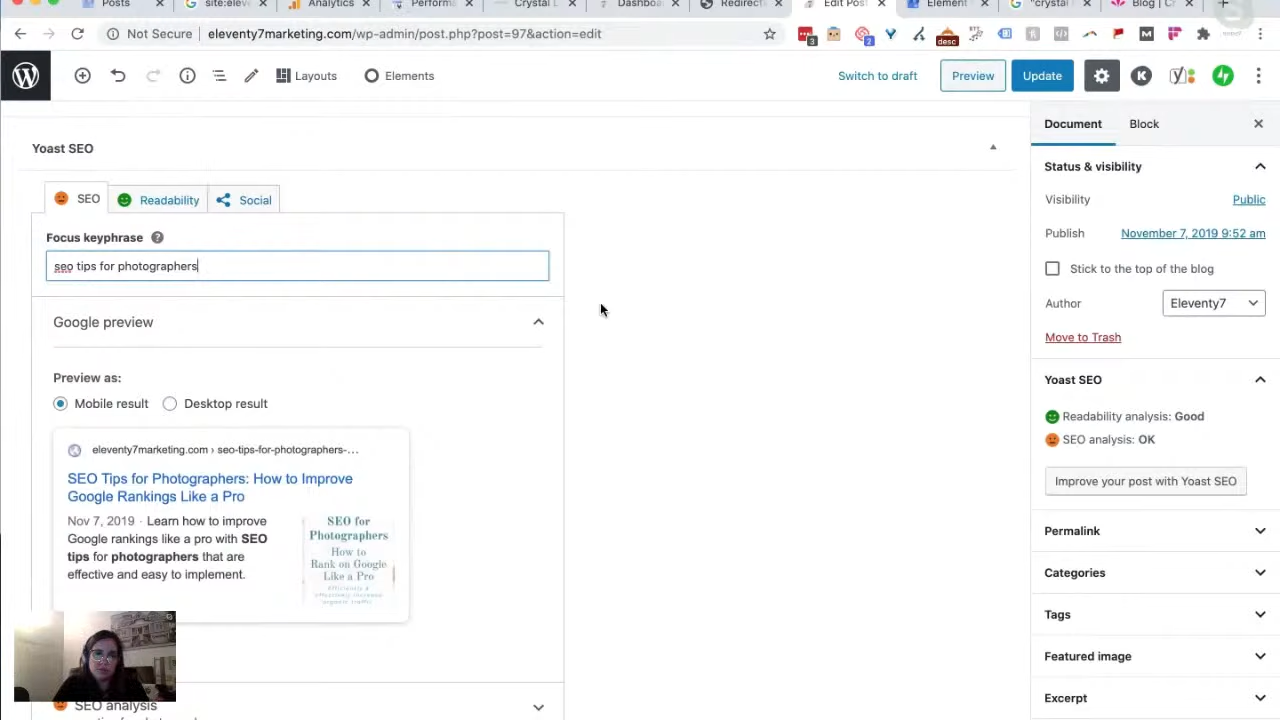 Posts
site:elev
Analytics
Performa
Crystal L
Dashboa
Redirect
Edit Post
Element
"crystal
Blog | Cr
Not Secure
eleventy7marketing.com/wp-admin/post.php?post=97&action=edit
3
2
desc
Layouts
Elements
Switch to draft
Preview
Update
Yoast SEO
SEO
Readability
Social
Focus keyphrase
seo tips for photographers
Google preview
Preview as:
Mobile result
Desktop result
eleventy7marketing.com › seo-tips-for-photographers-…
SEO Tips for Photographers: How to Improve
Google Rankings Like a Pro
Nov 7, 2019 · Learn how to improve
Google rankings like a pro with SEO
tips for photographers that are
effective and easy to implement.
SEO for
Photographers
How to
Rank on Google
Like a Pro
SEO analysis
Document
Block
Status & visibility
Visibility
Public
Publish
November 7, 2019 9:52 am
Stick to the top of the blog
Author
Eleventy7
Move to Trash
Yoast SEO
Readability analysis: Good
SEO analysis: OK
Improve your post with Yoast SEO
Permalink
Categories
Tags
Featured image
Excerpt